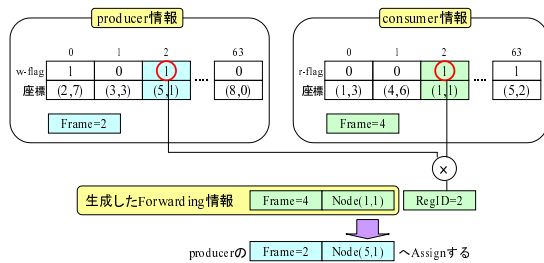 producer情報
consumer情報
0 1 2 63
w-flag 1 0 1 .... 0
座標 (2,7) (3,3) (5,1) (8,0)
Frame=2
0 1 2 63
r-flag 0 0 1 .... 1
座標 (1,3) (4,6) (1,1) (5,2)
Frame=4
×
生成したForwarding情報 Frame=4 Node(1,1) RegID=2
producerの Frame=2 Node(5,1) へAssignする